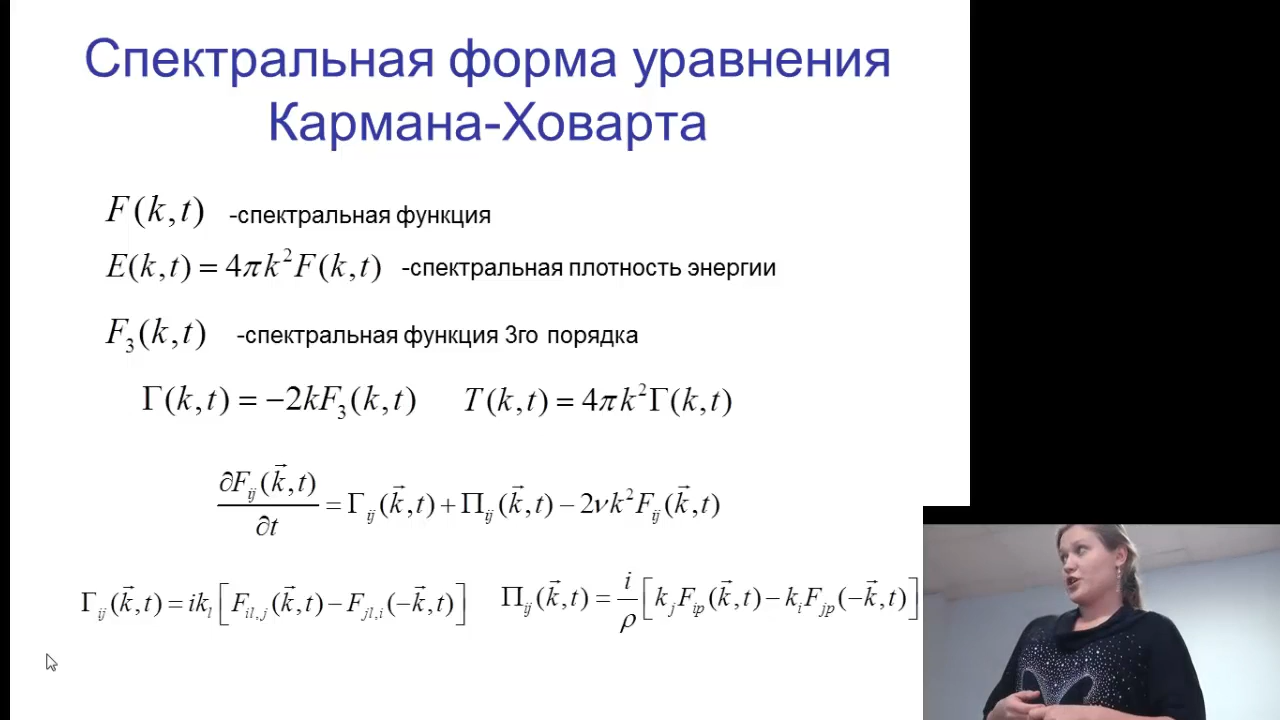 Спектральная форма уравнения
Кармана-Ховарта
F(k,t) -спектральная функция
E(k,t) = 4πk²F(k,t) -спектральная плотность энергии
F₃(k,t) -спектральная функция 3го порядка
Γ(k,t) = −2kF₃(k,t) T(k,t) = 4πk²Γ(k,t)
∂F_ij(k⃗,t)/∂t = Γ_ij(k⃗,t) + Π_ij(k⃗,t) − 2νk²F_ij(k⃗,t)
Γ_ij(k⃗,t) = ik_l[F_il,j(k⃗,t) − F_jl,i(−k⃗,t)] Π_ij(k⃗,t) = i/ρ[k_jF_ip(k⃗,t) − k_iF_jp(−k⃗,t)]